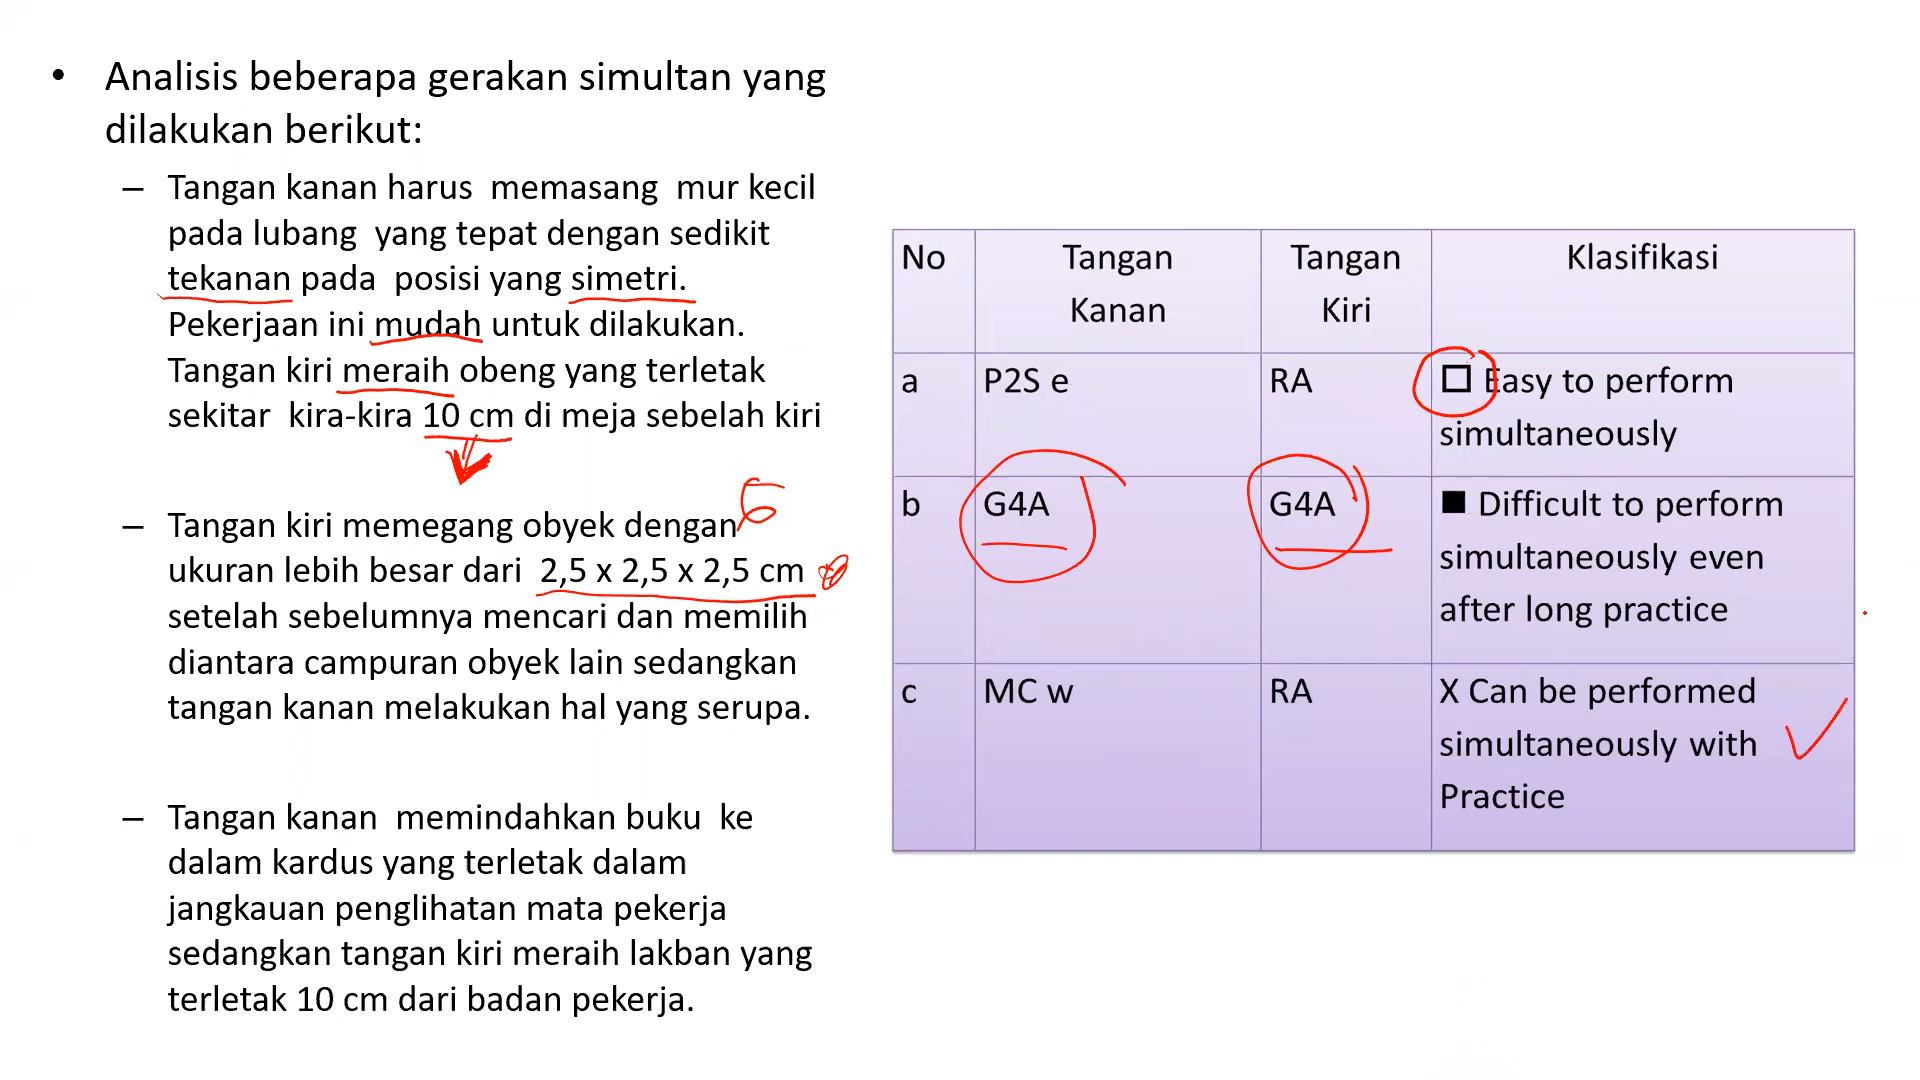 • Analisis beberapa gerakan simultan yang
dilakukan berikut:
– Tangan kanan harus memasang mur kecil
pada lubang yang tepat dengan sedikit
tekanan pada posisi yang simetri.
Pekerjaan ini mudah untuk dilakukan.
Tangan kiri meraih obeng yang terletak
sekitar kira-kira 10 cm di meja sebelah kiri
– Tangan kiri memegang obyek dengan
ukuran lebih besar dari 2,5 x 2,5 x 2,5 cm
setelah sebelumnya mencari dan memilih
diantara campuran obyek lain sedangkan
tangan kanan melakukan hal yang serupa.
– Tangan kanan memindahkan buku ke
dalam kardus yang terletak dalam
jangkauan penglihatan mata pekerja
sedangkan tangan kiri meraih lakban yang
terletak 10 cm dari badan pekerja.
No Tangan Kanan Tangan Kiri Klasifikasi
a P2S e RA □ Easy to perform
simultaneously
b G4A G4A ■ Difficult to perform
simultaneously even
after long practice
c MC w RA X Can be performed
simultaneously with
Practice